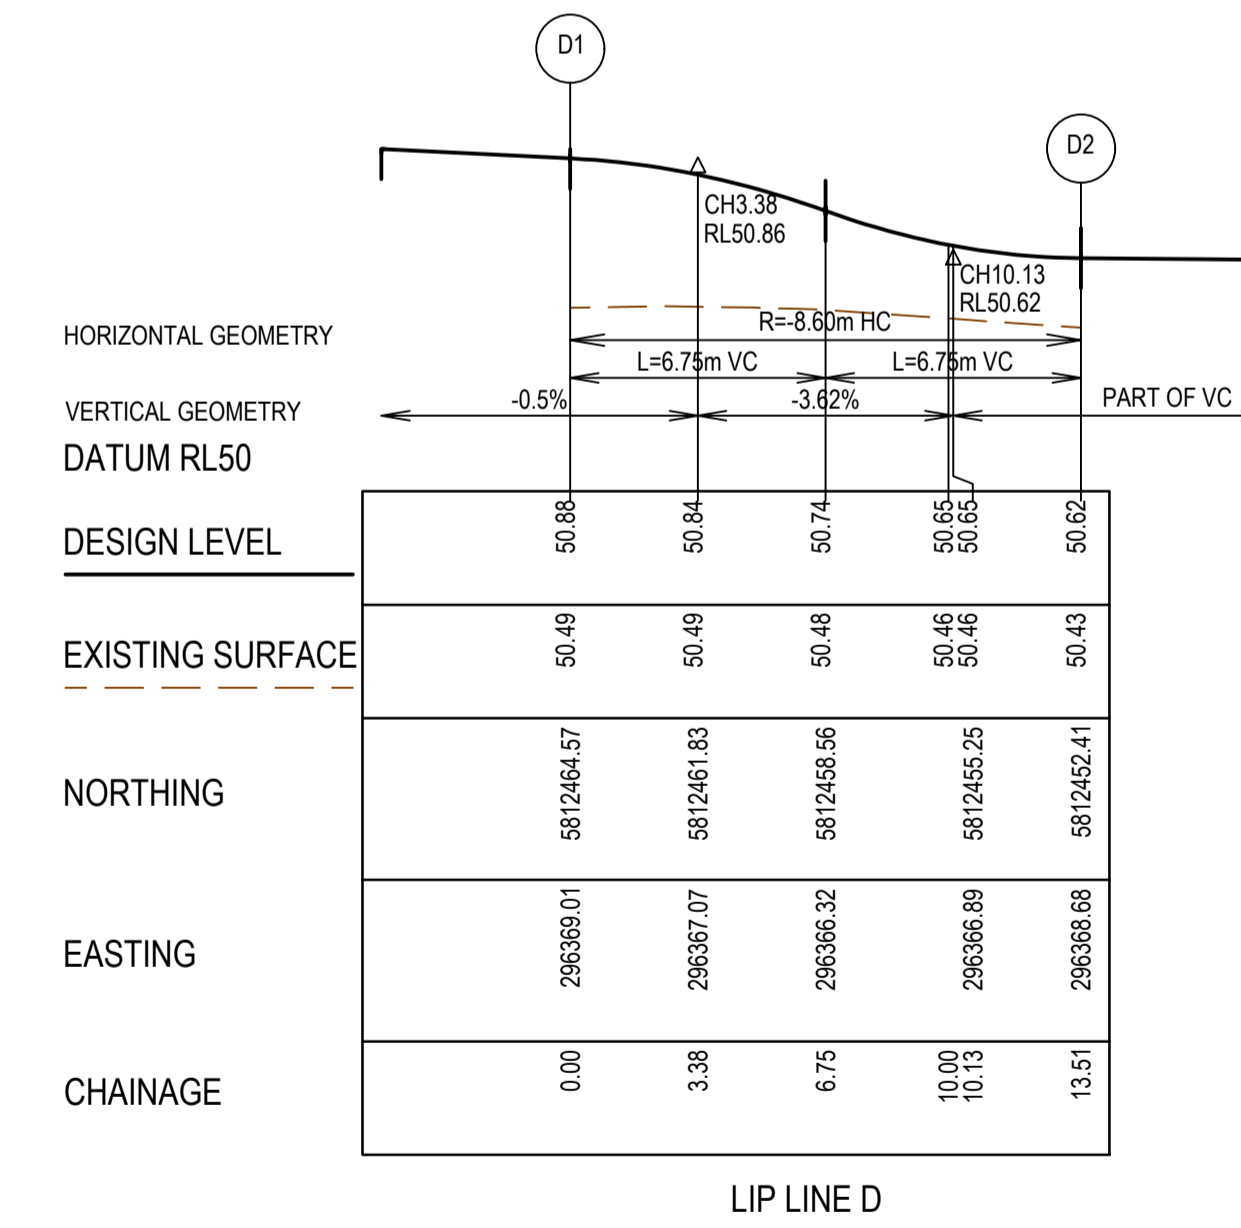 D1
D2
CH3.38
RL50.86
CH10.13
RL50.62
HORIZONTAL GEOMETRY
R=-8.60m HC
L=6.75m VC
L=6.75m VC
VERTICAL GEOMETRY
-0.5%
-3.62%
PART OF VC
DATUM RL50
DESIGN LEVEL
50.88
50.84
50.74
50.65
50.65
50.62
EXISTING SURFACE
50.49
50.49
50.48
50.46
50.46
50.43
NORTHING
5812464.57
5812461.83
5812458.56
5812455.25
5812452.41
EASTING
296369.01
296367.07
296366.32
296366.89
296368.68
CHAINAGE
0.00
3.38
6.75
10.00
10.13
13.51
LIP LINE D